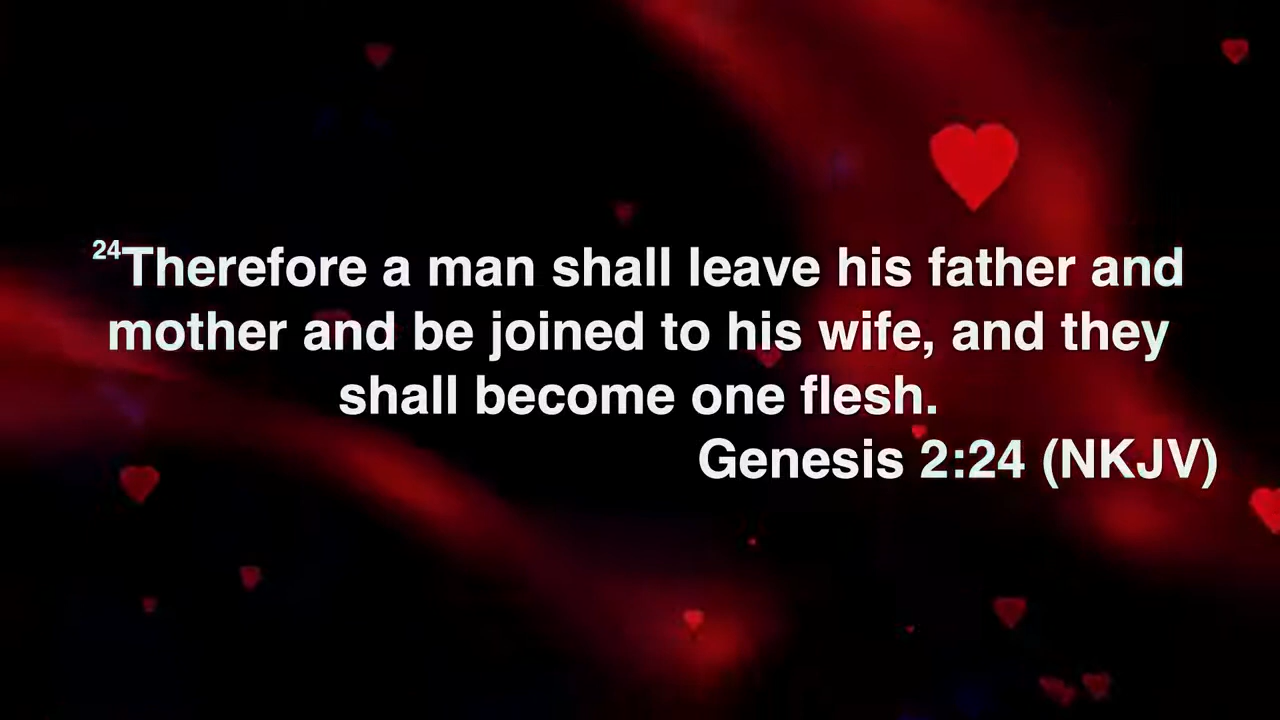 24Therefore a man shall leave his father and
mother and be joined to his wife, and they
shall become one flesh.
Genesis 2:24 (NKJV)